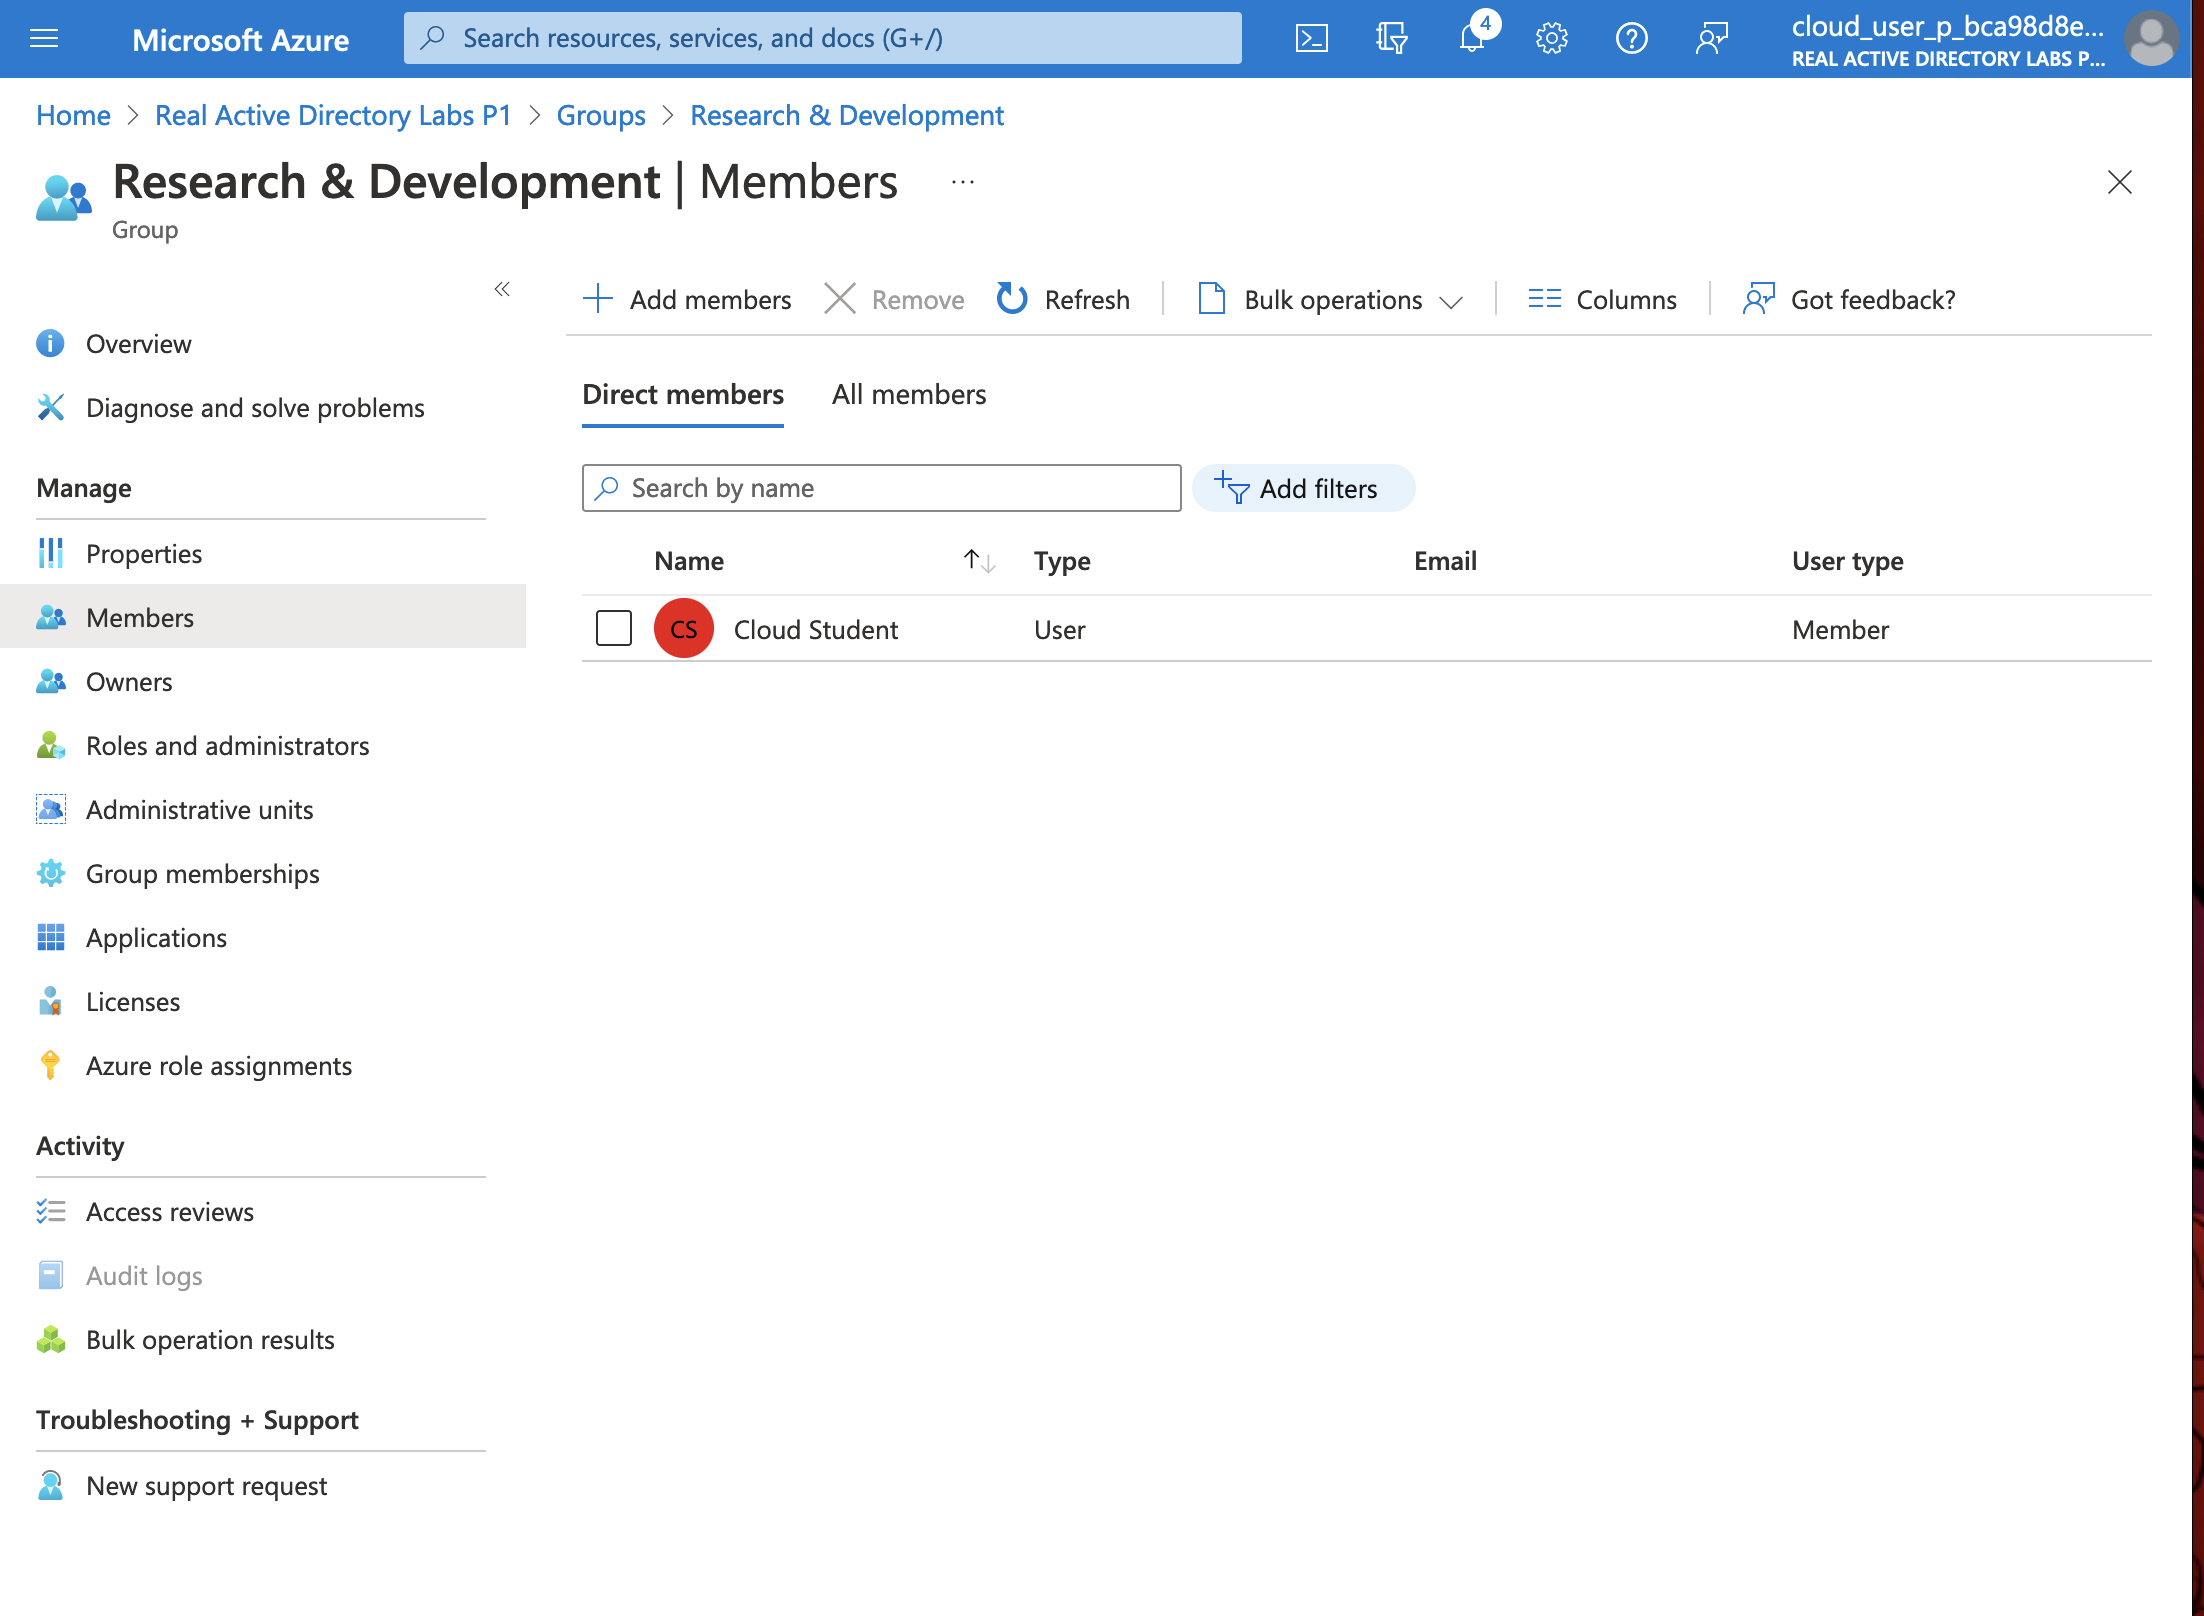 Microsoft Azure
Search resources, services, and docs (G+/)
4
cloud_user_p_bca98d8e...
REAL ACTIVE DIRECTORY LABS P...
Home > Real Active Directory Labs P1 > Groups > Research & Development
Research & Development | Members ...
Group
«
Add members Remove Refresh Bulk operations Columns Got feedback?
Overview
Diagnose and solve problems
Manage
Properties
Members
Owners
Roles and administrators
Administrative units
Group memberships
Applications
Licenses
Azure role assignments
Activity
Access reviews
Audit logs
Bulk operation results
Troubleshooting + Support
New support request
Direct members All members
Search by name Add filters
Name Type Email User type
CS Cloud Student User Member